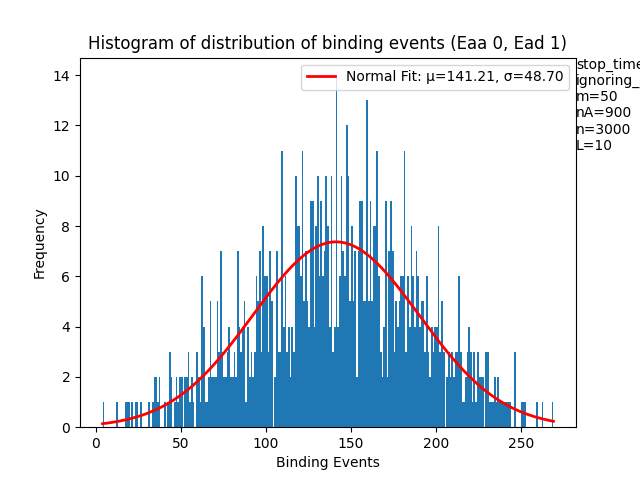 Histogram of distribution of binding events (Eaa 0, Ead 1)
Normal Fit: μ=141.21, σ=48.70
m=50
nA=900
n=3000
L=10
14
12
10
8
6
4
2
0
Frequency
0 50 100 150 200 250
Binding Events